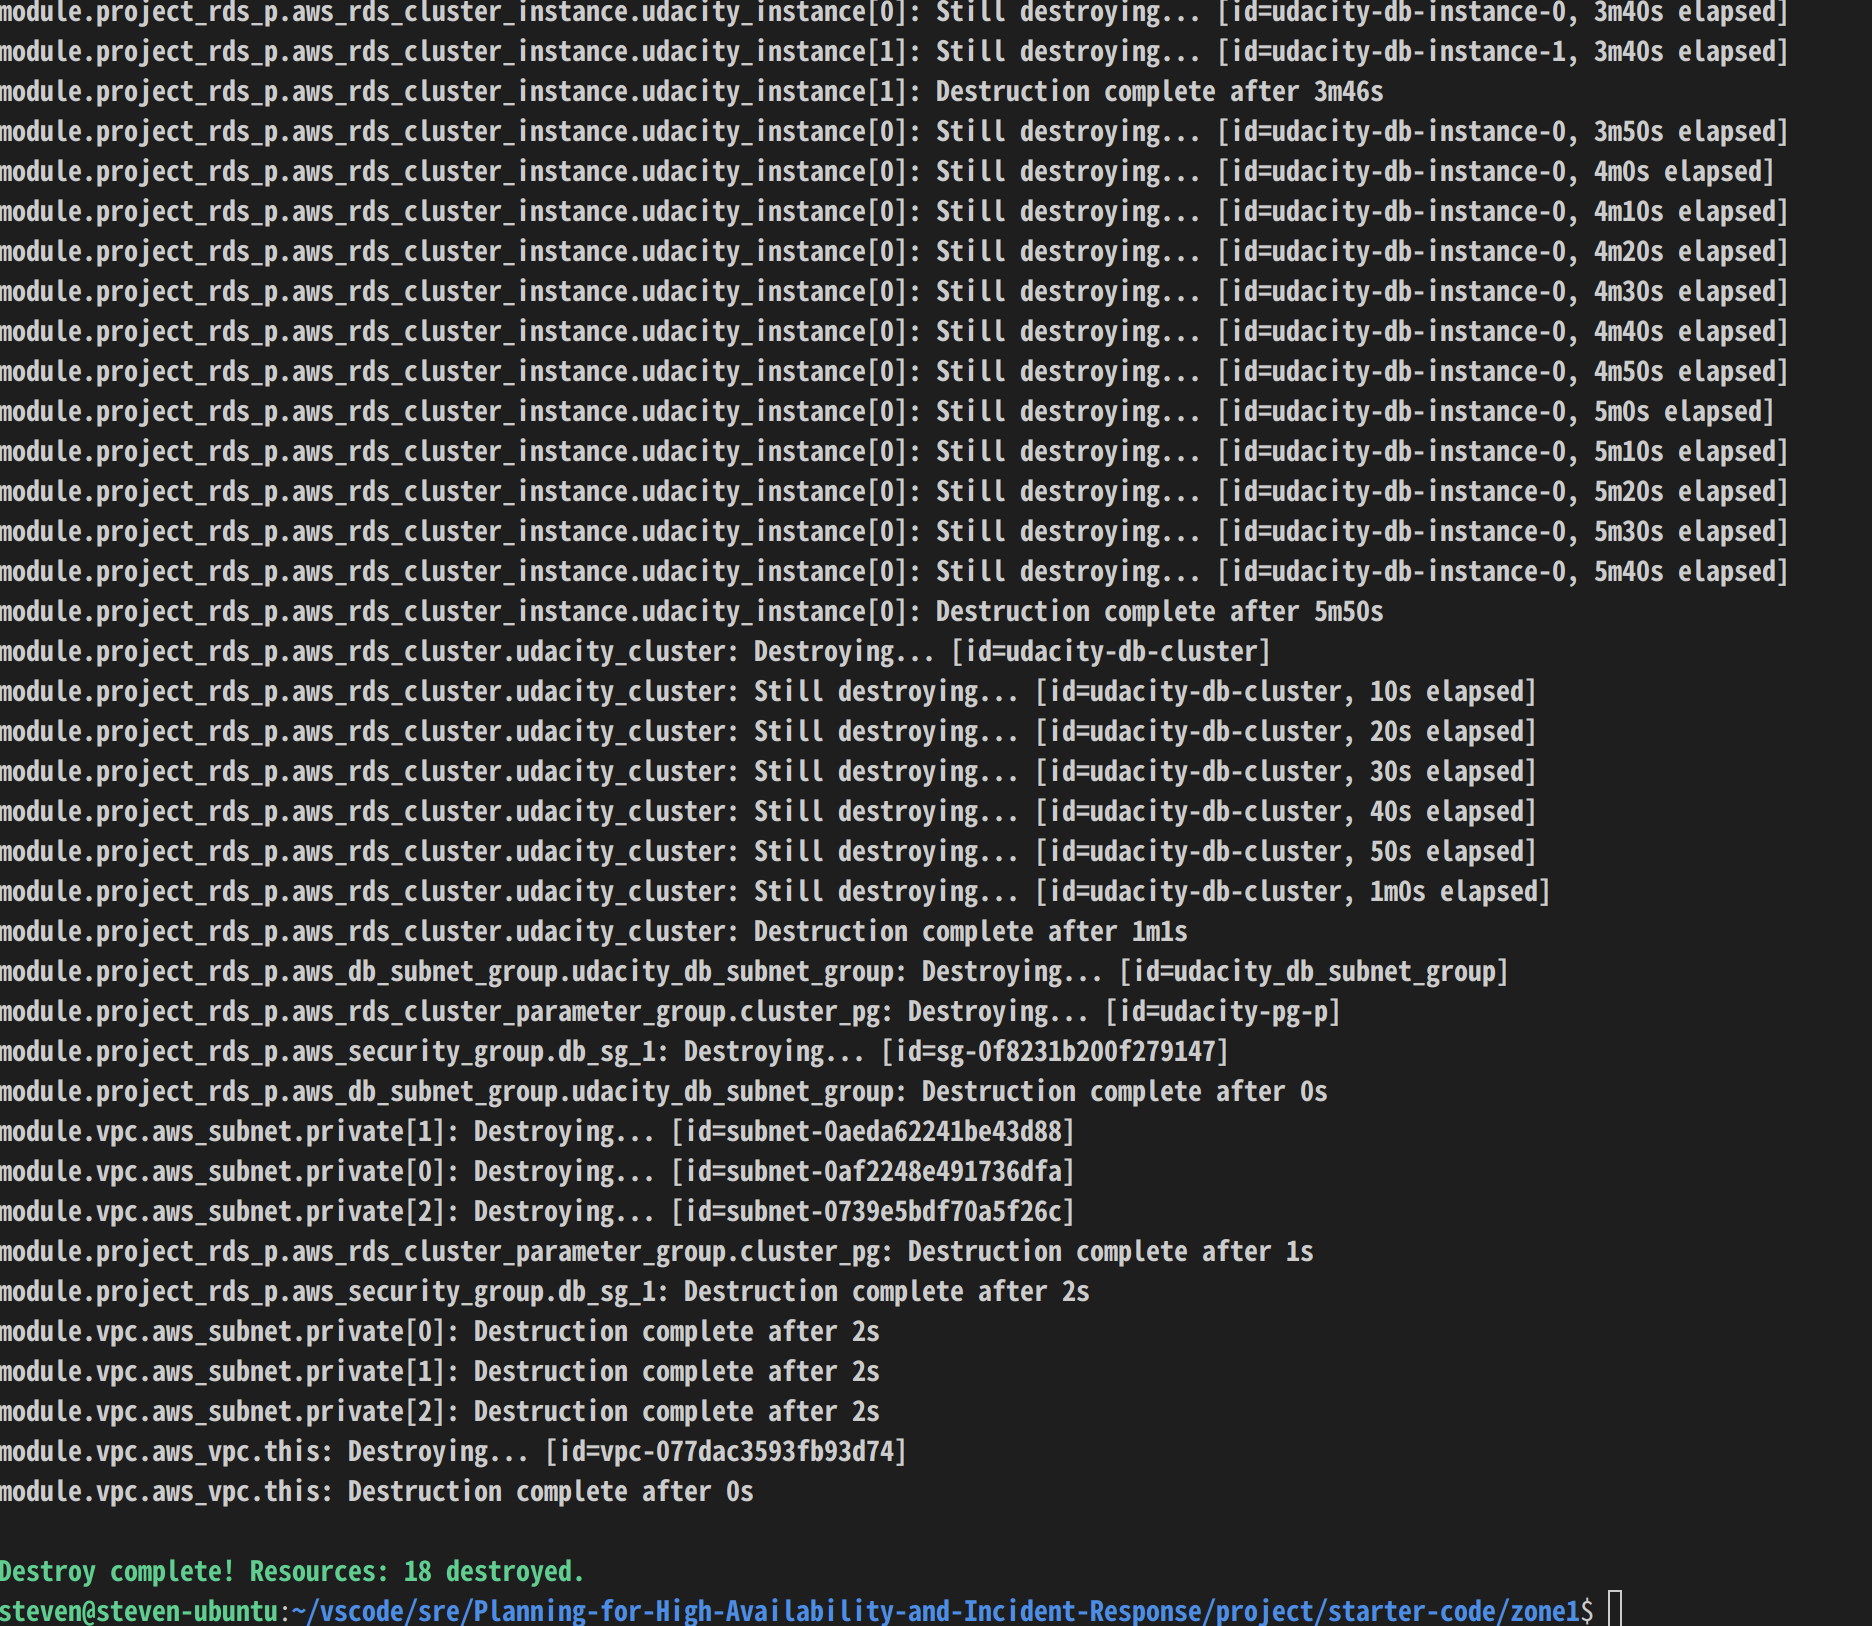 module.project_rds_p.aws_rds_cluster_instance.udacity_instance[0]: Still destroying... [id=udacity-db-instance-0, 3m40s elapsed]
module.project_rds_p.aws_rds_cluster_instance.udacity_instance[1]: Still destroying... [id=udacity-db-instance-1, 3m40s elapsed]
module.project_rds_p.aws_rds_cluster_instance.udacity_instance[1]: Destruction complete after 3m46s
module.project_rds_p.aws_rds_cluster_instance.udacity_instance[0]: Still destroying... [id=udacity-db-instance-0, 3m50s elapsed]
module.project_rds_p.aws_rds_cluster_instance.udacity_instance[0]: Still destroying... [id=udacity-db-instance-0, 4m0s elapsed]
module.project_rds_p.aws_rds_cluster_instance.udacity_instance[0]: Still destroying... [id=udacity-db-instance-0, 4m10s elapsed]
module.project_rds_p.aws_rds_cluster_instance.udacity_instance[0]: Still destroying... [id=udacity-db-instance-0, 4m20s elapsed]
module.project_rds_p.aws_rds_cluster_instance.udacity_instance[0]: Still destroying... [id=udacity-db-instance-0, 4m30s elapsed]
module.project_rds_p.aws_rds_cluster_instance.udacity_instance[0]: Still destroying... [id=udacity-db-instance-0, 4m40s elapsed]
module.project_rds_p.aws_rds_cluster_instance.udacity_instance[0]: Still destroying... [id=udacity-db-instance-0, 4m50s elapsed]
module.project_rds_p.aws_rds_cluster_instance.udacity_instance[0]: Still destroying... [id=udacity-db-instance-0, 5m0s elapsed]
module.project_rds_p.aws_rds_cluster_instance.udacity_instance[0]: Still destroying... [id=udacity-db-instance-0, 5m10s elapsed]
module.project_rds_p.aws_rds_cluster_instance.udacity_instance[0]: Still destroying... [id=udacity-db-instance-0, 5m20s elapsed]
module.project_rds_p.aws_rds_cluster_instance.udacity_instance[0]: Still destroying... [id=udacity-db-instance-0, 5m30s elapsed]
module.project_rds_p.aws_rds_cluster_instance.udacity_instance[0]: Still destroying... [id=udacity-db-instance-0, 5m40s elapsed]
module.project_rds_p.aws_rds_cluster_instance.udacity_instance[0]: Destruction complete after 5m50s
module.project_rds_p.aws_rds_cluster.udacity_cluster: Destroying... [id=udacity-db-cluster]
module.project_rds_p.aws_rds_cluster.udacity_cluster: Still destroying... [id=udacity-db-cluster, 10s elapsed]
module.project_rds_p.aws_rds_cluster.udacity_cluster: Still destroying... [id=udacity-db-cluster, 20s elapsed]
module.project_rds_p.aws_rds_cluster.udacity_cluster: Still destroying... [id=udacity-db-cluster, 30s elapsed]
module.project_rds_p.aws_rds_cluster.udacity_cluster: Still destroying... [id=udacity-db-cluster, 40s elapsed]
module.project_rds_p.aws_rds_cluster.udacity_cluster: Still destroying... [id=udacity-db-cluster, 50s elapsed]
module.project_rds_p.aws_rds_cluster.udacity_cluster: Still destroying... [id=udacity-db-cluster, 1m0s elapsed]
module.project_rds_p.aws_rds_cluster.udacity_cluster: Destruction complete after 1m1s
module.project_rds_p.aws_db_subnet_group.udacity_db_subnet_group: Destroying... [id=udacity_db_subnet_group]
module.project_rds_p.aws_rds_cluster_parameter_group.cluster_pg: Destroying... [id=udacity-pg-p]
module.project_rds_p.aws_security_group.db_sg_1: Destroying... [id=sg-0f8231b200f279147]
module.project_rds_p.aws_db_subnet_group.udacity_db_subnet_group: Destruction complete after 0s
module.vpc.aws_subnet.private[1]: Destroying... [id=subnet-0aeda62241be43d88]
module.vpc.aws_subnet.private[0]: Destroying... [id=subnet-0af2248e491736dfa]
module.vpc.aws_subnet.private[2]: Destroying... [id=subnet-0739e5bdf70a5f26c]
module.project_rds_p.aws_rds_cluster_parameter_group.cluster_pg: Destruction complete after 1s
module.project_rds_p.aws_security_group.db_sg_1: Destruction complete after 2s
module.vpc.aws_subnet.private[0]: Destruction complete after 2s
module.vpc.aws_subnet.private[1]: Destruction complete after 2s
module.vpc.aws_subnet.private[2]: Destruction complete after 2s
module.vpc.aws_vpc.this: Destroying... [id=vpc-077dac3593fb93d74]
module.vpc.aws_vpc.this: Destruction complete after 0s
Destroy complete! Resources: 18 destroyed.
steven@steven-ubuntu:~/vscode/sre/Planning-for-High-Availability-and-Incident-Response/project/starter-code/zone1$